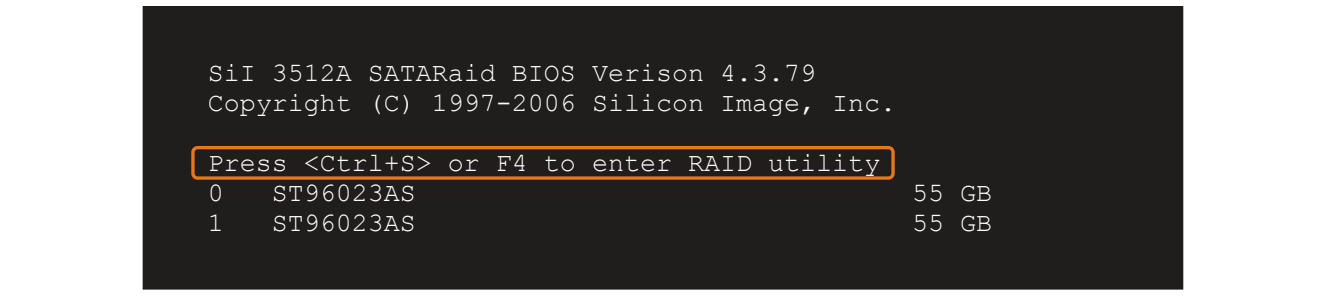 SiI 3512A SATARaid BIOS Verison 4.3.79
Copyright (C) 1997-2006 Silicon Image, Inc.
Press <Ctrl+S> or F4 to enter RAID utility
0 ST96023AS 55 GB
1 ST96023AS 55 GB